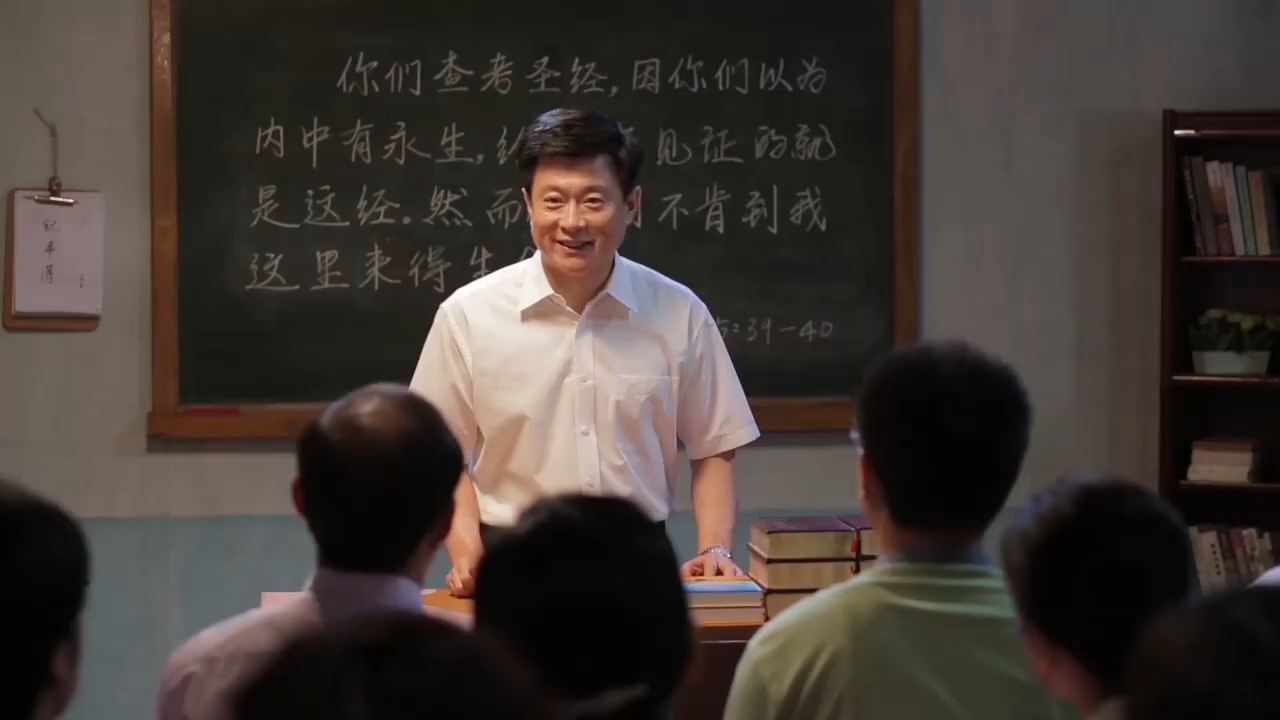 你们查考圣经,因你们以为
内中有永生,给 见证的就
是这经。然而 不肯到我
这里来得生
5:39-40